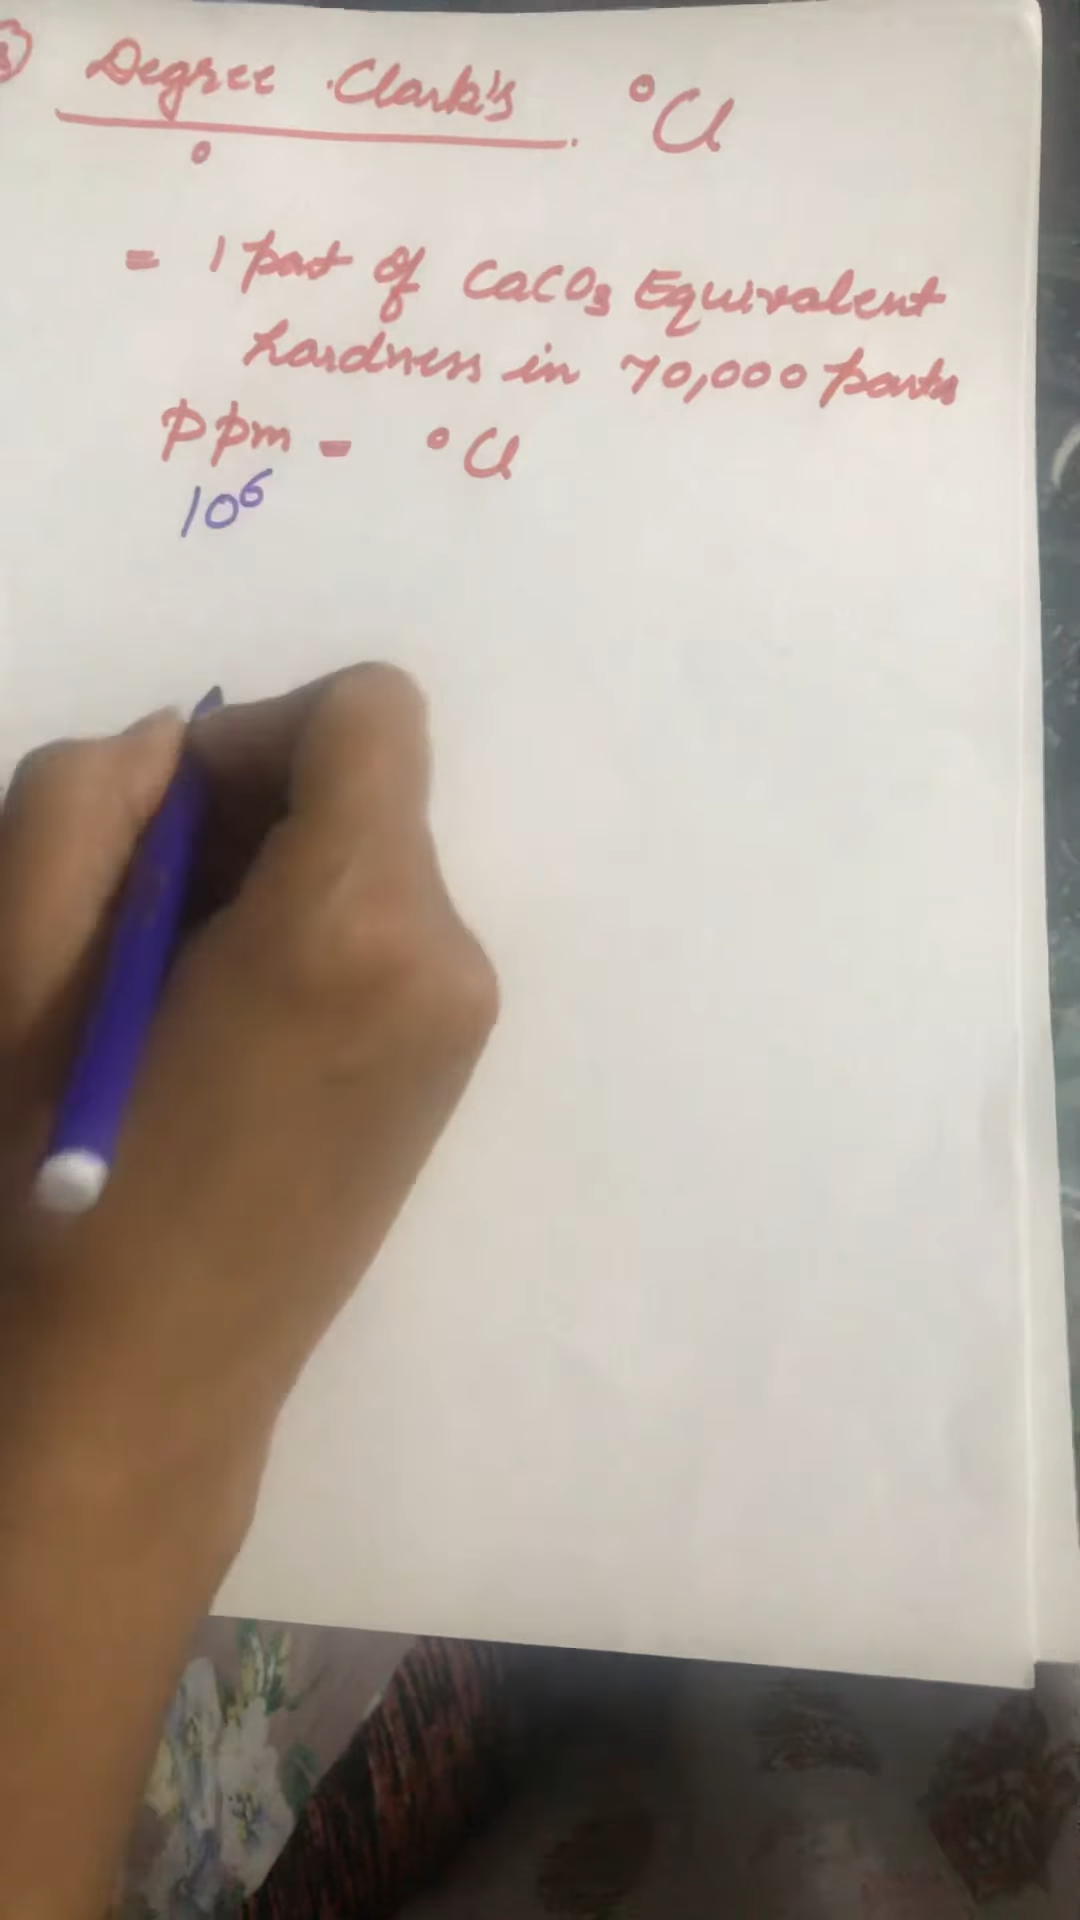 Degree Clark's °Cl
= 1 part of CaCO3 Equivalent
hardness in 70,000 parts
ppm = °Cl
10⁶